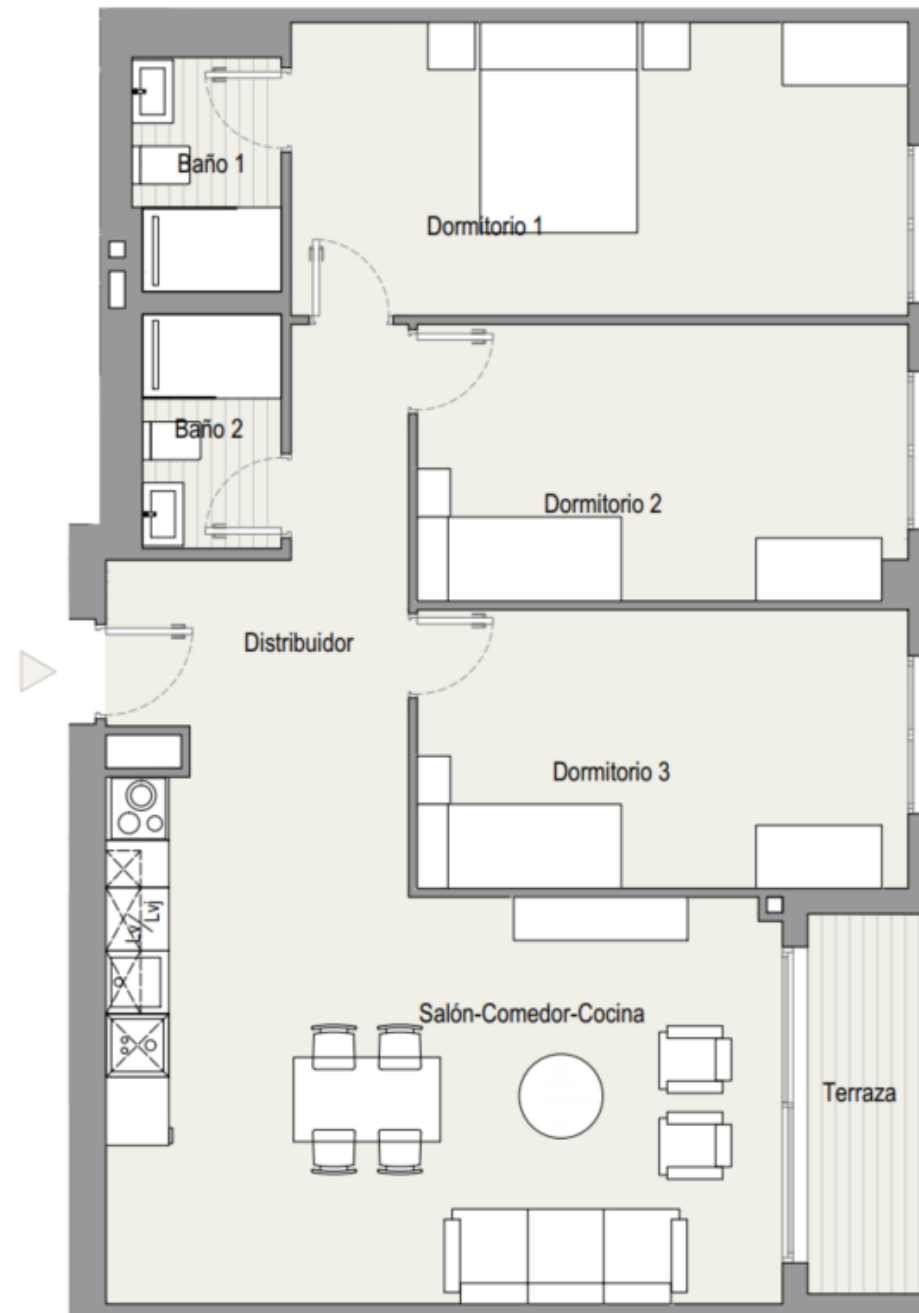 Baño 1
Dormitorio 1
Baño 2
Dormitorio 2
Distribuidor
Dormitorio 3
Lv/
Lvj
Salón-Comedor-Cocina
Terraza